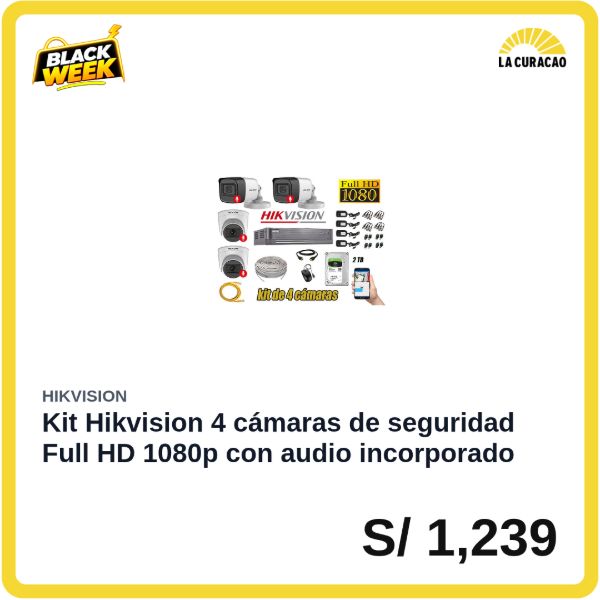 BLACK
WEEK
LA CURACAO
Full HD
1080
HIKVISION
2 TB
kit de 4 cámaras
HIKVISION
Kit Hikvision 4 cámaras de seguridad
Full HD 1080p con audio incorporado
S/ 1,239